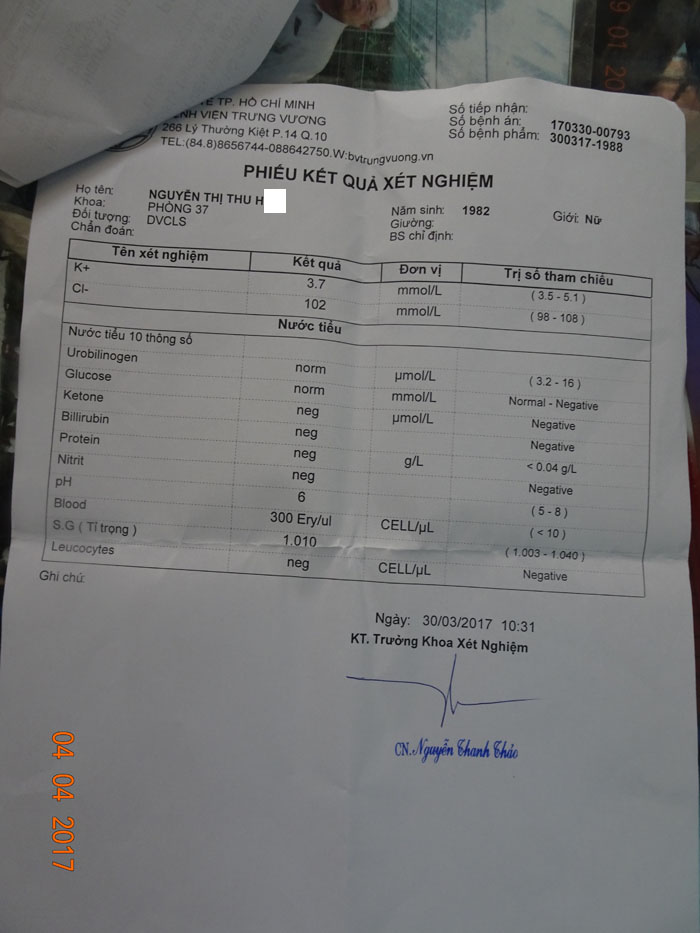 TẾ TP. HỒ CHÍ MINH
BỆNH VIỆN TRƯNG VƯƠNG
266 Lý Thường Kiệt P.14 Q.10
TEL:(84.8)8656744-088642750.W:bvtrungvuong.vn
Số tiếp nhận:
Số bệnh án: 170330-00793
Số bệnh phẩm: 300317-1988
PHIẾU KẾT QUẢ XÉT NGHIỆM
Họ tên: NGUYỄN THỊ THU H
Năm sinh: 1982 Giới: Nữ
Khoa: PHÒNG 37
Giường:
Đối tượng: DVCLS
BS chỉ định:
Chẩn đoán:
Tên xét nghiệm Kết quả Đơn vị Trị số tham chiếu
K+ 3.7 mmol/L ( 3.5 - 5.1 )
Cl- 102 mmol/L ( 98 - 108 )
Nước tiểu
Nước tiểu 10 thông số
Urobilinogen norm µmol/L ( 3.2 - 16 )
Glucose norm mmol/L Normal - Negative
Ketone neg µmol/L Negative
Billirubin neg Negative
Protein neg g/L < 0.04 g/L
Nitrit neg Negative
pH 6 ( 5 - 8 )
Blood 300 Ery/ul CELL/µL ( < 10 )
S.G ( Tỉ trọng ) 1.010 ( 1.003 - 1.040 )
Leucocytes neg CELL/µL Negative
Ghi chú:
Ngày: 30/03/2017 10:31
KT. Trưởng Khoa Xét Nghiệm
CN. Nguyễn Thanh Thảo
04 04 2017